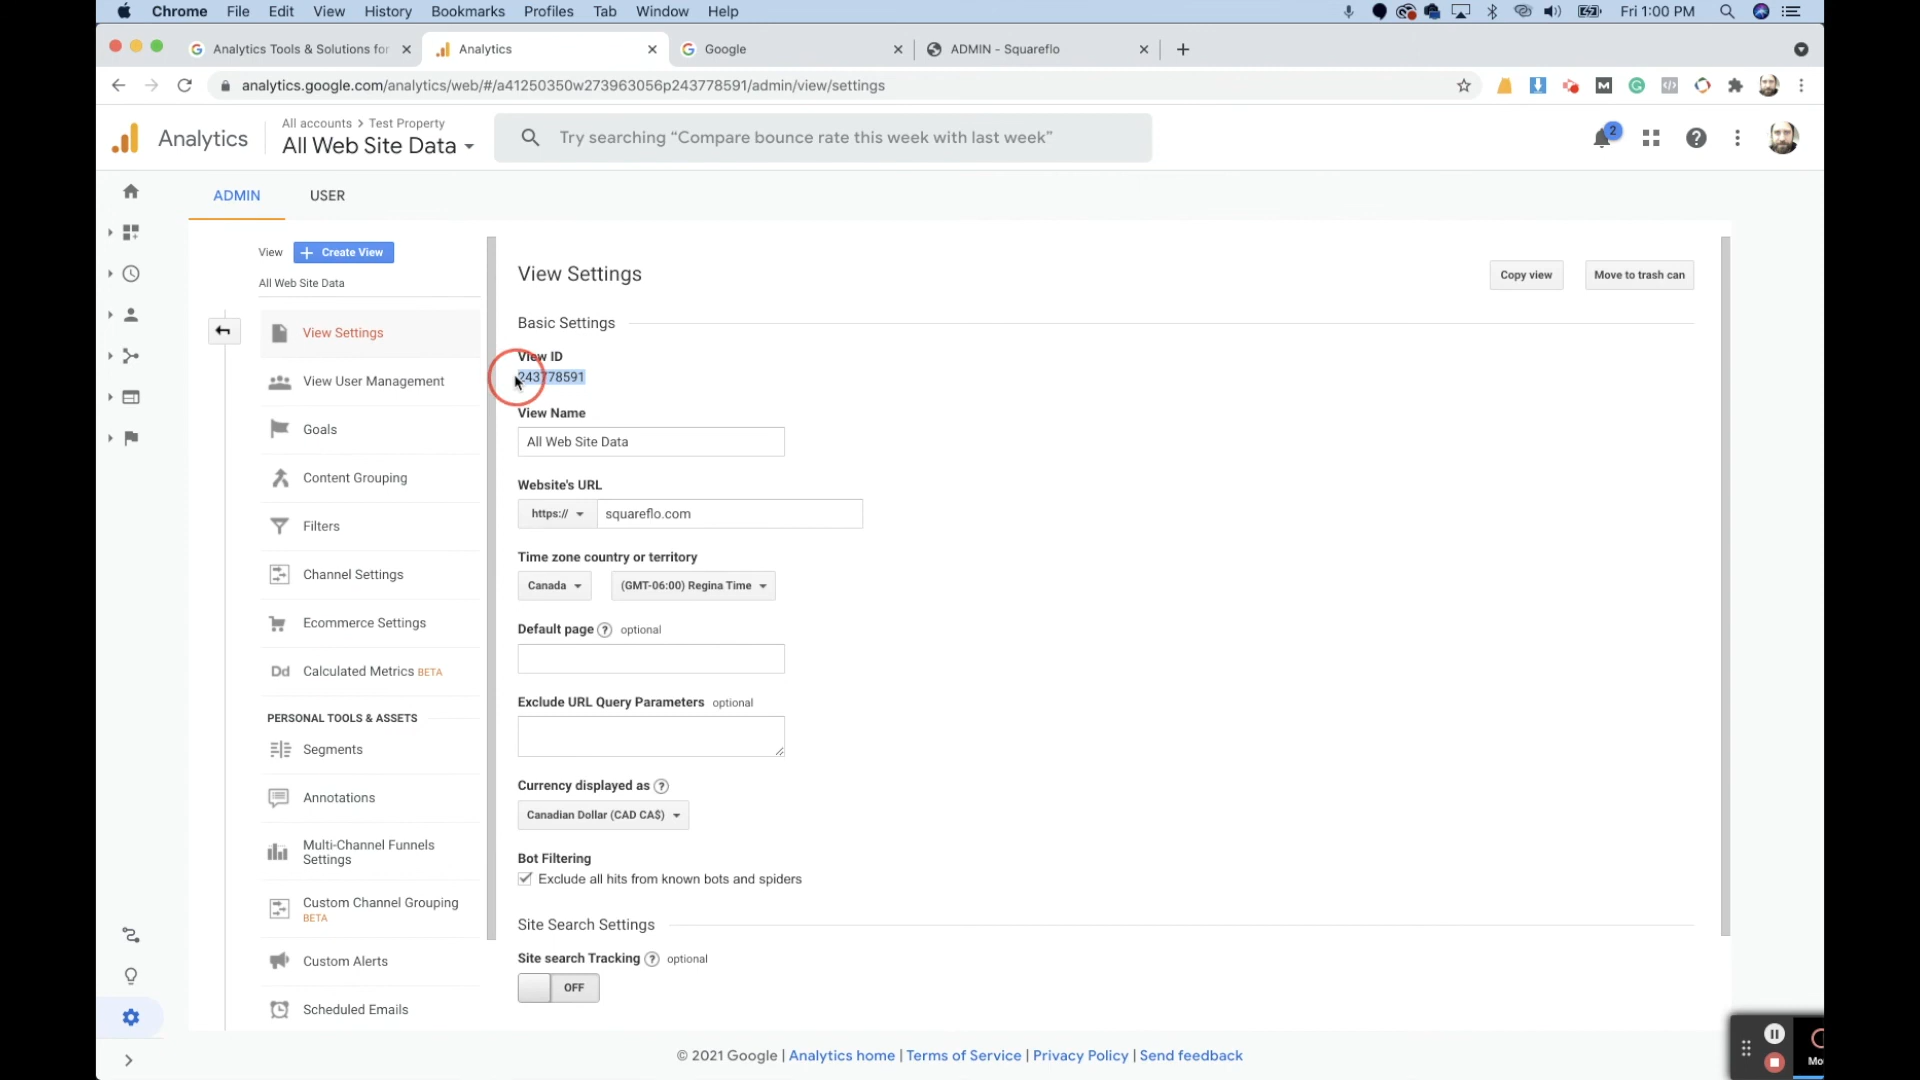 Chrome File Edit View History Bookmarks Profiles Tab Window Help
Fri 1:00 PM
Analytics Tools & Solutions for
Analytics
Google
ADMIN - Squareflo
analytics.google.com/analytics/web/#/a41250350w273963056p243778591/admin/view/settings
Analytics
All accounts > Test Property
All Web Site Data
Try searching “Compare bounce rate this week with last week”
2
ADMIN
USER
View
+ Create View
All Web Site Data
View Settings
View User Management
Goals
Content Grouping
Filters
Channel Settings
Ecommerce Settings
Dd Calculated Metrics BETA
PERSONAL TOOLS & ASSETS
Segments
Annotations
Multi-Channel Funnels
Settings
Custom Channel Grouping
BETA
Custom Alerts
Scheduled Emails
View Settings
Copy view
Move to trash can
Basic Settings
View ID
243778591
View Name
All Web Site Data
Website's URL
https://
squareflo.com
Time zone country or territory
Canada
(GMT-06:00) Regina Time
Default page ? optional
Exclude URL Query Parameters optional
Currency displayed as ?
Canadian Dollar (CAD CA$)
Bot Filtering
Exclude all hits from known bots and spiders
Site Search Settings
Site search Tracking ? optional
OFF
© 2021 Google | Analytics home | Terms of Service | Privacy Policy | Send feedback